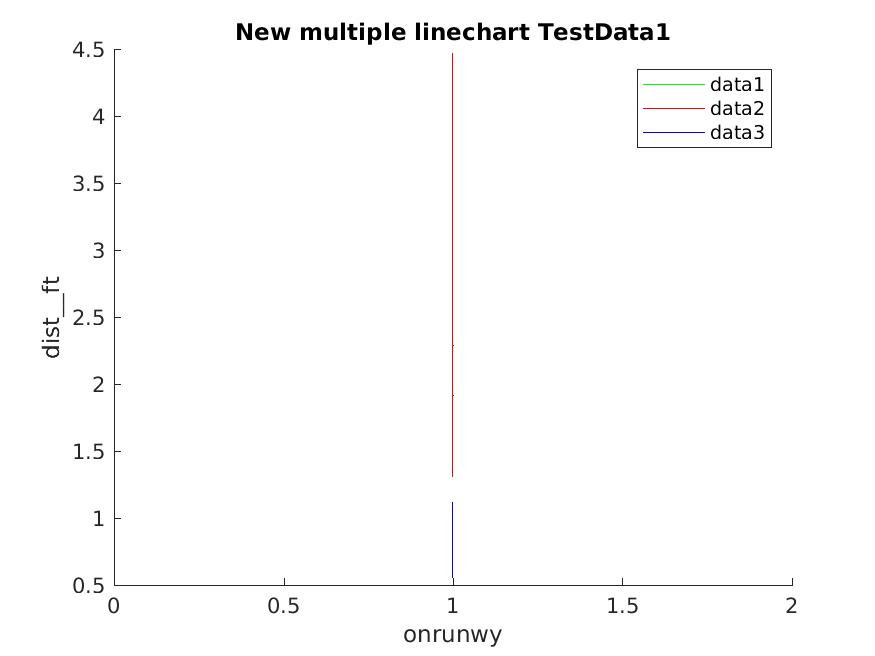 New multiple linechart TestData1
data1
data2
data3
4.5
4
3.5
3
2.5
2
1.5
1
0.5
dist__ft
0 0.5 1 1.5 2
onrunwy